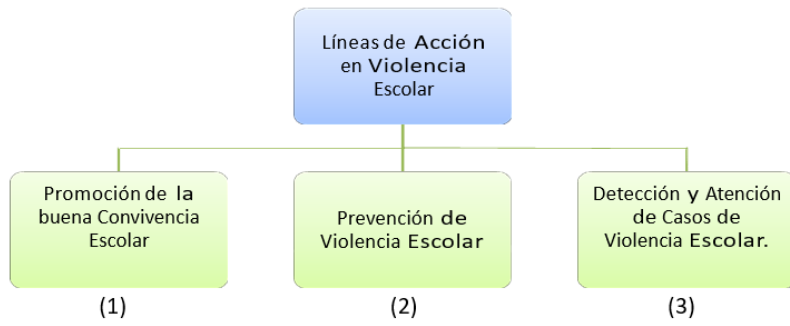 Líneas de Acción
en Violencia
Escolar
Promoción de la
buena Convivencia
Escolar
Prevención de
Violencia Escolar
Detección y Atención
de Casos de
Violencia Escolar.
(1)
(2)
(3)